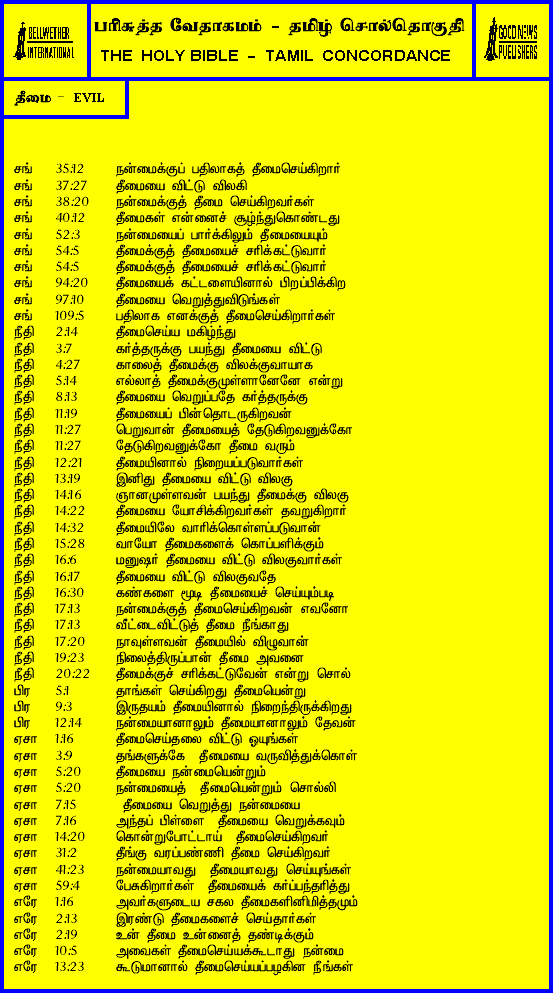 BELLWETHER
INTERNATIONAL
பரிசுத்த வேதாகமம் - தமிழ் சொல்தொகுதி
THE HOLY BIBLE - TAMIL CONCORDANCE
GOOD NEWS
PUBLISHERS
தீமை - EVIL
சங் 35:12 நன்மைக்குப் பதிலாகத் தீமைசெய்கிறார்
சங் 37:27 தீமையை விட்டு விலகி
சங் 38:20 நன்மைக்குத் தீமை செய்கிறவர்கள்
சங் 40:12 தீமைகள் என்னைச் சூழ்ந்துகொண்டது
சங் 52:3 நன்மையைப் பார்க்கிலும் தீமையையும்
சங் 54:5 தீமைக்குத் தீமையைச் சரிக்கட்டுவார்
சங் 54:5 தீமைக்குத் தீமையைச் சரிக்கட்டுவார்
சங் 94:20 தீமையைக் கட்டளையினால் பிறப்பிக்கிற
சங் 97:10 தீமையை வெறுத்துவிடுங்கள்
சங் 109:5 பதிலாக எனக்குத் தீமைசெய்கிறார்கள்
நீதி 2:14 தீமைசெய்ய மகிழ்ந்து
நீதி 3:7 கர்த்தருக்கு பயந்து தீமையை விட்டு
நீதி 4:27 காலைத் தீமைக்கு விலக்குவாயாக
நீதி 5:14 எல்லாத் தீமைக்குமுள்ளானேனே என்று
நீதி 8:13 தீமையை வெறுப்பதே கர்த்தருக்கு
நீதி 11:19 தீமையைப் பின்தொடருகிறவன்
நீதி 11:27 பெறுவான் தீமையைத் தேடுகிறவனுக்கோ
நீதி 11:27 தேடுகிறவனுக்கோ தீமை வரும்
நீதி 12:21 தீமையினால் நிறையப்படுவார்கள்
நீதி 13:19 இனிது தீமையை விட்டு விலகு
நீதி 14:16 ஞானமுள்ளவன் பயந்து தீமைக்கு விலகு
நீதி 14:22 தீமையை யோசிக்கிறவர்கள் தவறுகிறார்
நீதி 14:32 தீமையிலே வாரிக்கொள்ளப்படுவான்
நீதி 15:28 வாயோ தீமைகளைக் கொப்பளிக்கும்
நீதி 16:6 மனுஷர் தீமையை விட்டு விலகுவார்கள்
நீதி 16:17 தீமையை விட்டு விலகுவதே
நீதி 16:30 கண்களை மூடி தீமையைச் செய்யும்படி
நீதி 17:13 நன்மைக்குத் தீமைசெய்கிறவன் எவனோ
நீதி 17:13 வீட்டைவிட்டுத் தீமை நீங்காது
நீதி 17:20 நாவுள்ளவன் தீமையில் விழுவான்
நீதி 19:23 நிலைத்திருப்பான் தீமை அவனை
நீதி 20:22 தீமைக்குச் சரிக்கட்டுவேன் என்று சொல்
பிர 5:1 தாங்கள் செய்கிறது தீமையென்று
பிர 9:3 இருதயம் தீமையினால் நிறைந்திருக்கிறது
பிர 12:14 நன்மையானாலும் தீமையானாலும் தேவன்
ஏசா 1:16 தீமைசெய்தலை விட்டு ஓயுங்கள்
ஏசா 3:9 தங்களுக்கே தீமையை வருவித்துக்கொள்
ஏசா 5:20 தீமையை நன்மையென்றும்
ஏசா 5:20 நன்மையைத் தீமையென்றும் சொல்லி
ஏசா 7:15 தீமையை வெறுத்து நன்மையை
ஏசா 7:16 அந்தப் பிள்ளை தீமையை வெறுக்கவும்
ஏசா 14:20 கொன்றுபோட்டாய் தீமைசெய்கிறவர்
ஏசா 31:2 தீங்கு வரப்பண்ணி தீமை செய்கிறவர்
ஏசா 41:23 நன்மையாவது தீமையாவது செய்யுங்கள்
ஏசா 59:4 பேசுகிறார்கள் தீமையைக் கர்ப்பந்தரித்து
எரே 1:16 அவர்களுடைய சகல தீமைகளினிமித்தமும்
எரே 2:13 இரண்டு தீமைகளைச் செய்தார்கள்
எரே 2:19 உன் தீமை உன்னைத் தண்டிக்கும்
எரே 10:5 அவைகள் தீமைசெய்யக்கூடாது நன்மை
எரே 13:23 கூடுமானால் தீமைசெய்யப்பழகின நீங்கள்